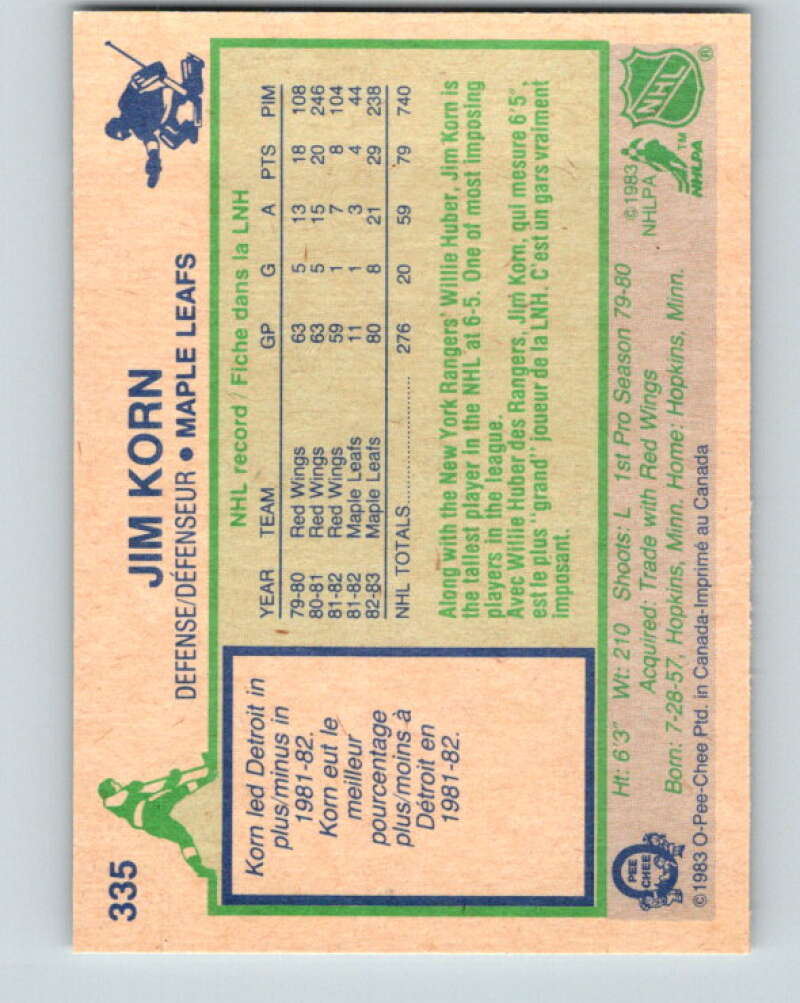 335
JIM KORN
DEFENSE/DÉFENSEUR • MAPLE LEAFS
Korn led Detroit in
plus/minus in
1981-82.
Korn eut le
meilleur
pourcentage
plus/moins à
Détroit en
1981-82.
NHL record / Fiche dans la LNH
YEAR TEAM GP G A PTS PIM
79-80 Red Wings 63 5 13 18 108
80-81 Red Wings 63 5 15 20 246
81-82 Red Wings 59 1 7 8 104
81-82 Maple Leafs 11 1 3 4 44
82-83 Maple Leafs 80 8 21 29 238
NHL TOTALS.................... 276 20 59 79 740
Along with the New York Rangers' Willie Huber, Jim Korn is
the tallest player in the NHL at 6-5. One of most imposing
players in the league.
Avec Willie Huber des Rangers, Jim Korn, qui mesure 6'5",
est le plus "grand" joueur de la LNH. C'est un gars vraiment
imposant.
Ht: 6'3" Wt: 210 Shoots: L 1st Pro Season 79-80
Acquired: Trade with Red Wings
Born: 7-28-57, Hopkins, Minn. Home: Hopkins, Minn.
© 1983
NHLPA
NHL ®
NHLPA ™
O PEE CHEE
© 1983 O-Pee-Chee Ptd. in Canada-Imprimé au Canada